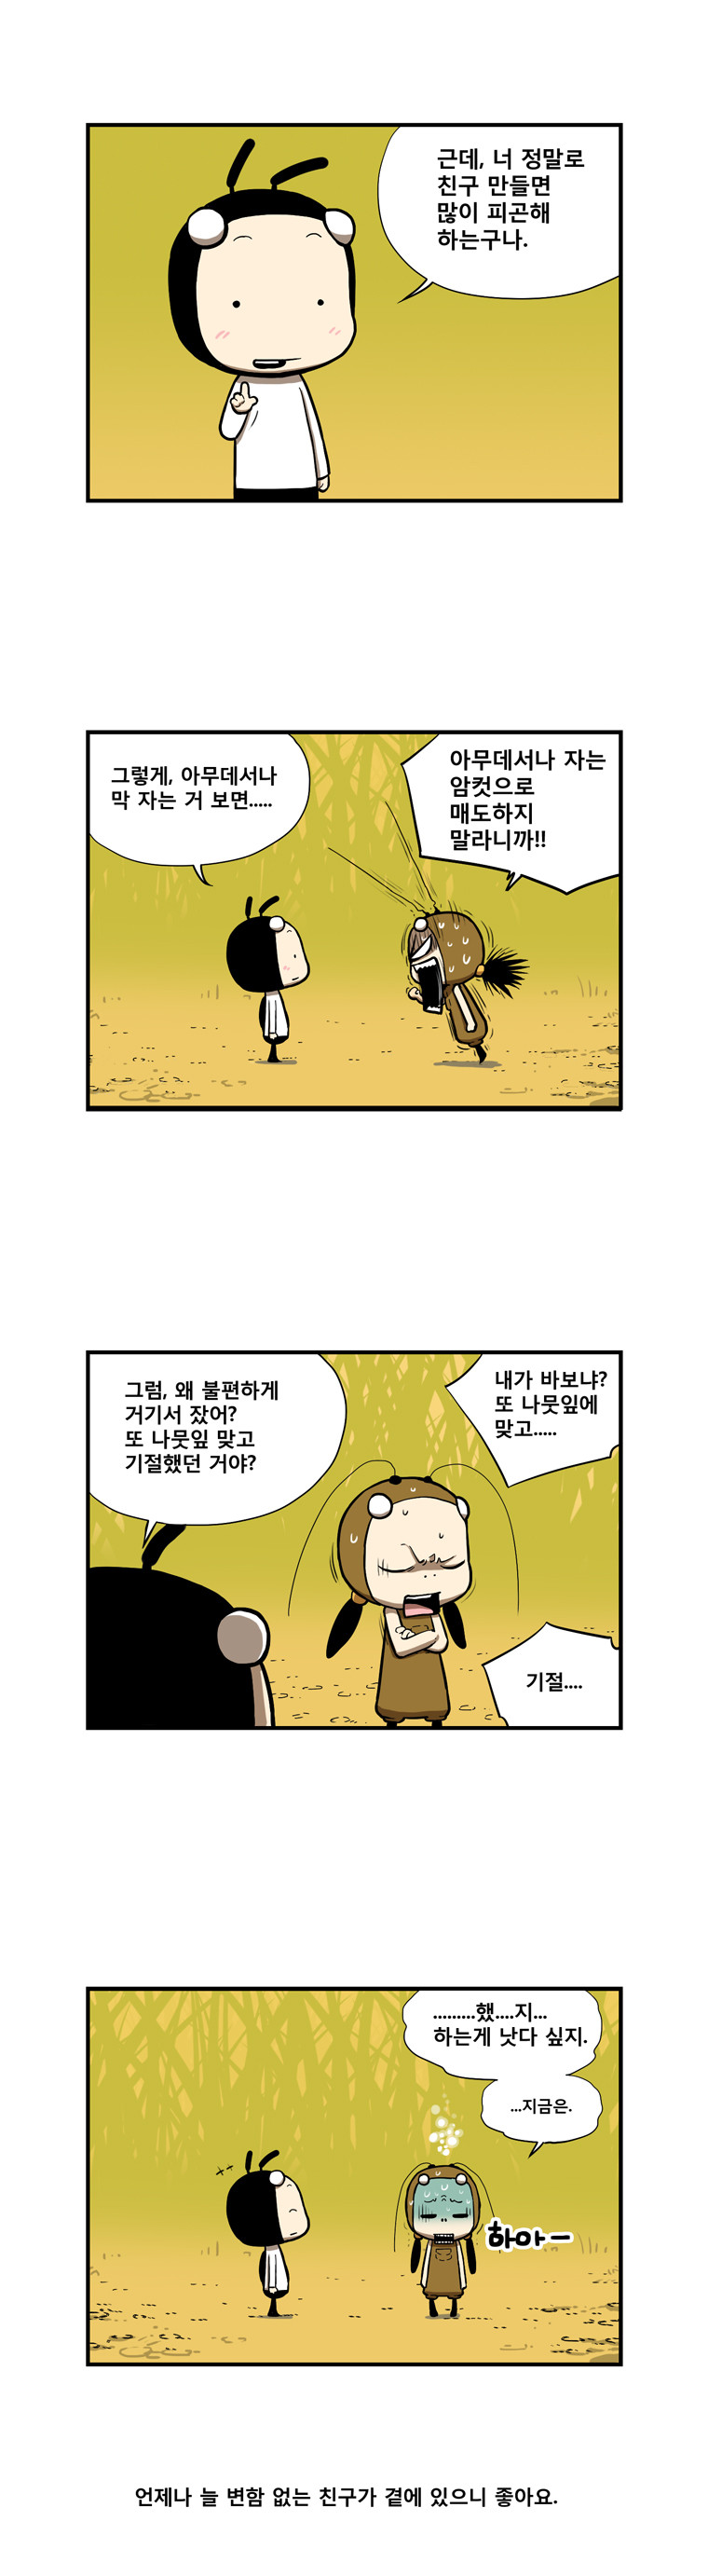 근데, 너 정말로
친구 만들면
많이 피곤해
하는구나.
그렇게, 아무데서나
막 자는 거 보면.....
아무데서나 자는
암컷으로
매도하지
말라니까!!
그럼, 왜 불편하게
거기서 잤어?
또 나뭇잎 맞고
기절했던 거야?
내가 바보냐?
또 나뭇잎에
맞고.....
기절....
.........했....지...
하는게 낫다 싶지.
...지금은.
하아ー
언제나 늘 변함 없는 친구가 곁에 있으니 좋아요.